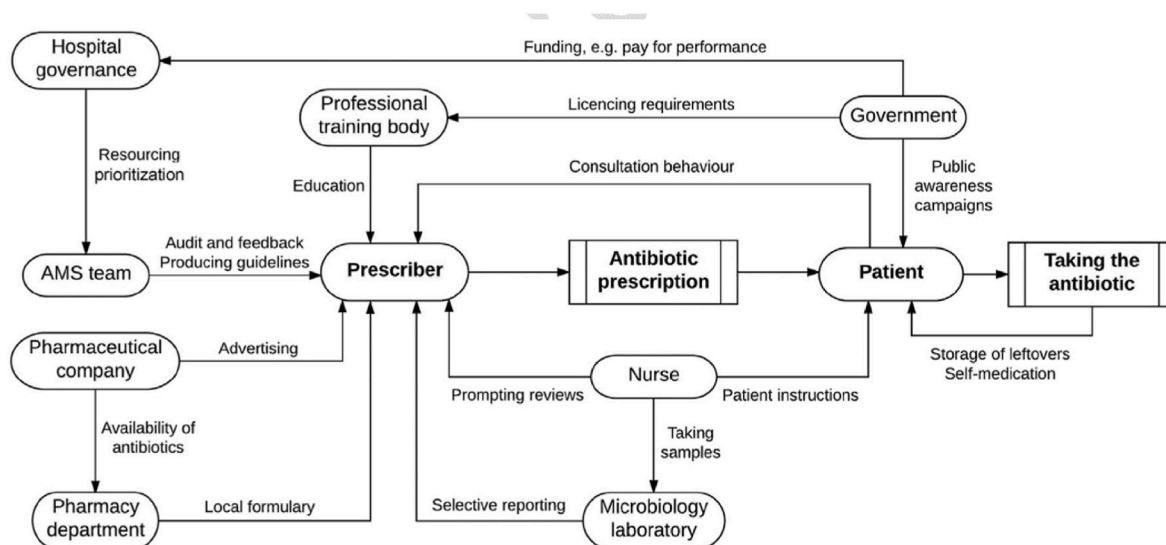 Hospital
governance
Funding, e.g. pay for performance
Professional
training body
Licencing requirements
Government
Resourcing
prioritization
Education
Consultation behaviour
Public
awareness
campaigns
AMS team
Audit and feedback
Producing guidelines
Prescriber
Antibiotic
prescription
Patient
Taking the
antibiotic
Pharmaceutical
company
Advertising
Nurse
Prompting reviews
Patient instructions
Storage of leftovers
Self-medication
Availability of
antibiotics
Taking
samples
Pharmacy
department
Local formulary
Selective reporting
Microbiology
laboratory